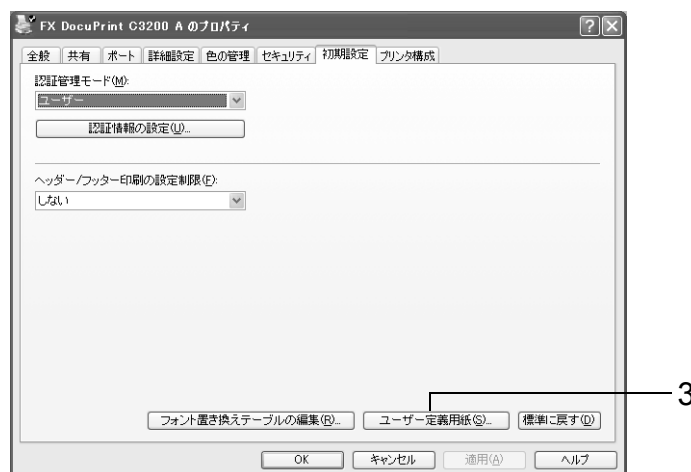 FX DocuPrint C3200 A のプロパティ
全般 共有 ポート 詳細設定 色の管理 セキュリティ 初期設定 プリンタ構成
認証管理モード(M):
ユーザー
認証情報の設定(U)...
ヘッダー/フッター印刷の設定制限(F):
しない
3
フォント置き換えテーブルの編集(R)... ユーザー定義用紙(S)... 標準に戻す(D)
OK キャンセル 適用(A) ヘルプ